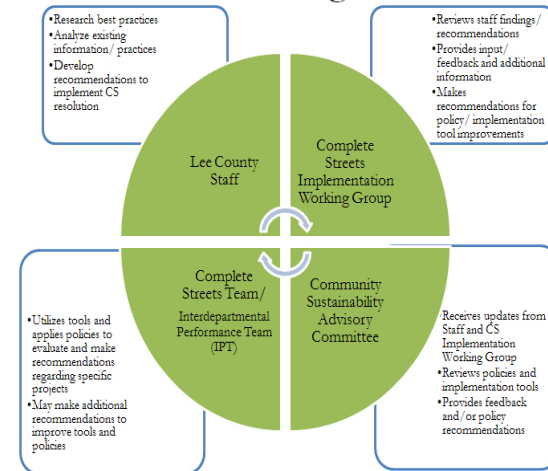 •Research best practices
•Analyze existing
information/ practices
•Develop
recommendations to
implement CS
resolution
•Reviews staff findings/
recommendations
•Provides input/
feedback and additional
information
•Makes
recommendations for
policy/ implementation
tool improvements
Lee County
Staff
Complete
Streets
Implementation
Working Group
Complete
Streets Team/
Interdepartmental
Performance Team
(IPT)
Community
Sustainability
Advisory
Committee
•Utilizes tools and
applies policies to
evaluate and make
recommendations
regarding specific
projects
•May make additional
recommendations to
improve tools and
policies
•Receives updates from
Staff and CS
Implementation
Working Group
•Reviews policies and
implementation tools
•Provides feedback
and/or policy
recommendations